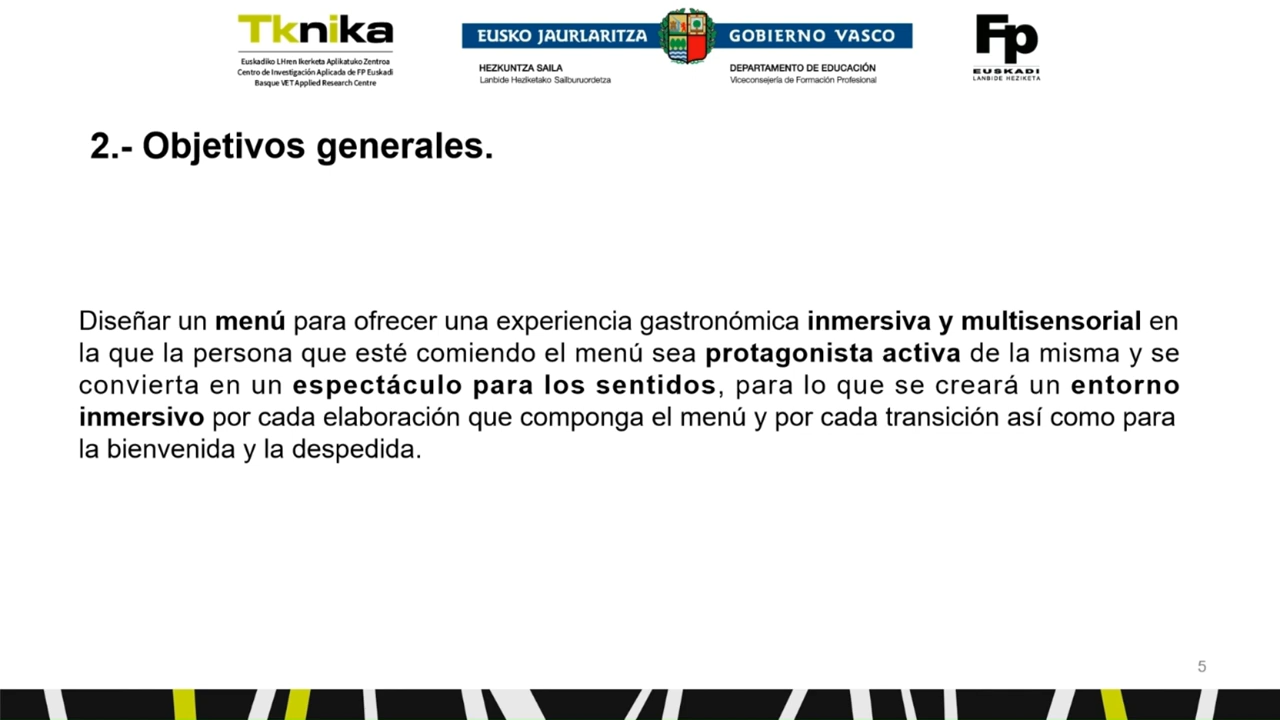 Tknika
Euskadiko LHren Ikerketa Aplikatuko Zentroa
Centro de Investigación Aplicada de FP Euskadi
Basque VET Applied Research Centre
EUSKO JAURLARITZA
GOBIERNO VASCO
HEZKUNTZA SAILA
Lanbide Heziketako Sailburuordetza
DEPARTAMENTO DE EDUCACIÓN
Viceconsejería de Formación Profesional
Fp
EUSKADI
LANBIDE HEZIKETA
2.- Objetivos generales.
Diseñar un menú para ofrecer una experiencia gastronómica inmersiva y multisensorial en
la que la persona que esté comiendo el menú sea protagonista activa de la misma y se
convierta en un espectáculo para los sentidos, para lo que se creará un entorno
inmersivo por cada elaboración que componga el menú y por cada transición así como para
la bienvenida y la despedida.
5